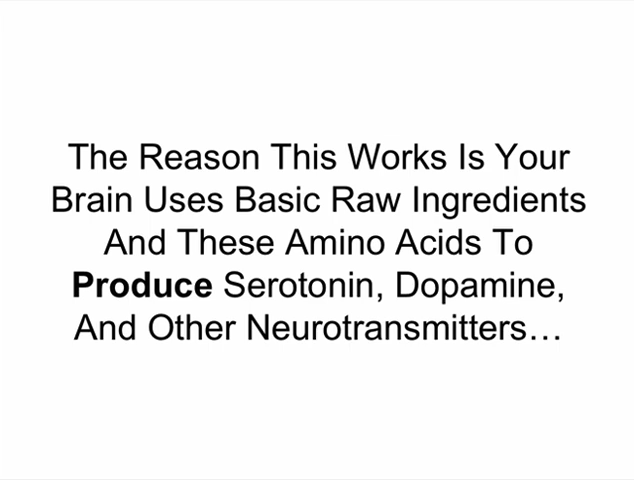 The Reason This Works Is Your
Brain Uses Basic Raw Ingredients
And These Amino Acids To
Produce Serotonin, Dopamine,
And Other Neurotransmitters…